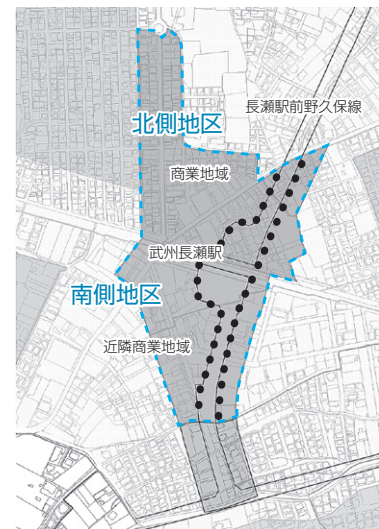 長瀬駅前野久保線
北側地区
商業地域
武州長瀬駅
南側地区
近隣商業地域